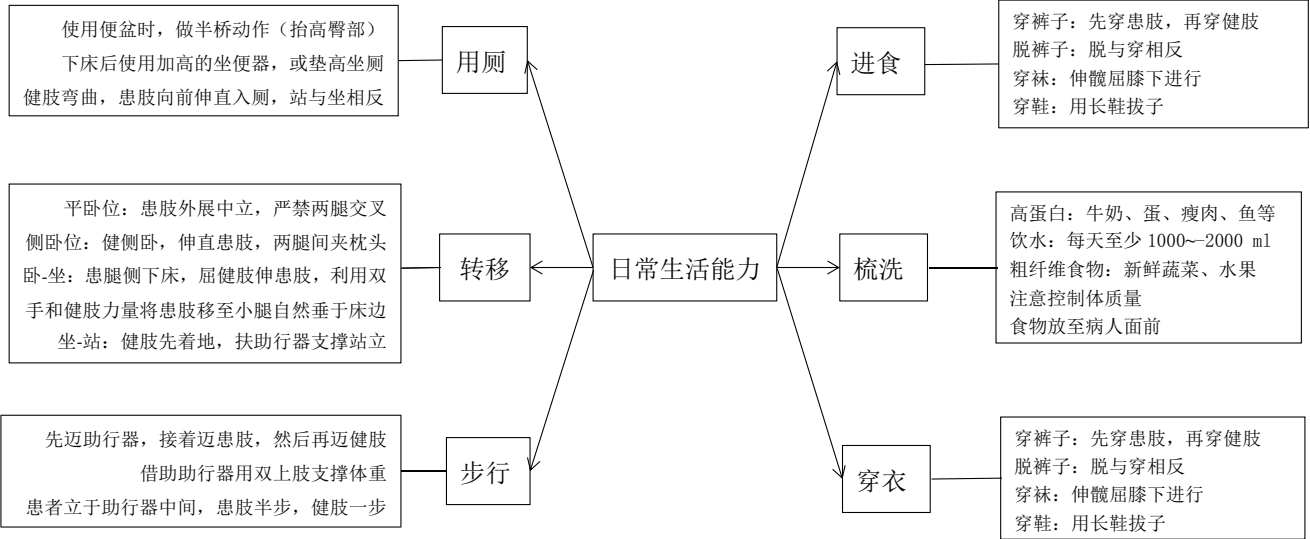 使用便盆时，做半桥动作（抬高臀部）
下床后使用加高的坐便器，或垫高坐厕
健肢弯曲，患肢向前伸直入厕，站与坐相反
用厕
进食
穿裤子：先穿患肢，再穿健肢
脱裤子：脱与穿相反
穿袜：伸髋屈膝下进行
穿鞋：用长鞋拔子
平卧位：患肢外展中立，严禁两腿交叉
侧卧位：健侧卧，伸直患肢，两腿间夹枕头
卧-坐：患腿侧下床，屈健肢伸患肢，利用双
手和健肢力量将患肢移至小腿自然垂于床边
坐-站：健肢先着地，扶助行器支撑站立
转移
日常生活能力
梳洗
高蛋白：牛奶、蛋、瘦肉、鱼等
饮水：每天至少 1000~-2000 ml
粗纤维食物：新鲜蔬菜、水果
注意控制体质量
食物放至病人面前
先迈助行器，接着迈患肢，然后再迈健肢
借助助行器用双上肢支撑体重
患者立于助行器中间，患肢半步，健肢一步
步行
穿衣
穿裤子：先穿患肢，再穿健肢
脱裤子：脱与穿相反
穿袜：伸髋屈膝下进行
穿鞋：用长鞋拔子